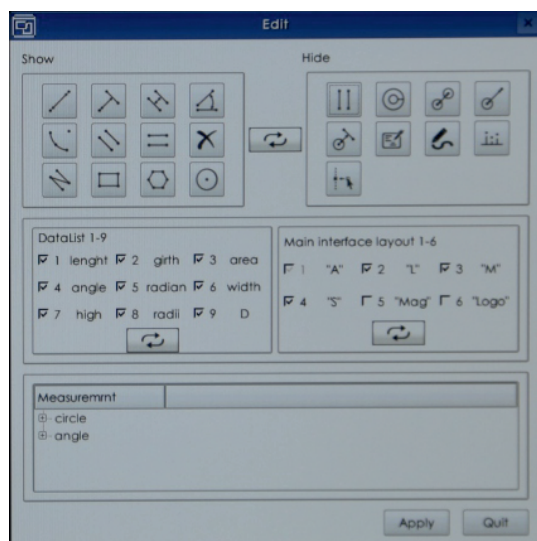 Edit
Show
Hide
DataList 1-9
1 lenght 2 girth 3 area
4 angle 5 radian 6 width
7 high 8 radii 9 D
Main interface layout 1-6
1 "A" 2 "L" 3 "M"
4 "S" 5 "Mag" 6 "Logo"
Measuremrnt
circle
angle
Apply Quit